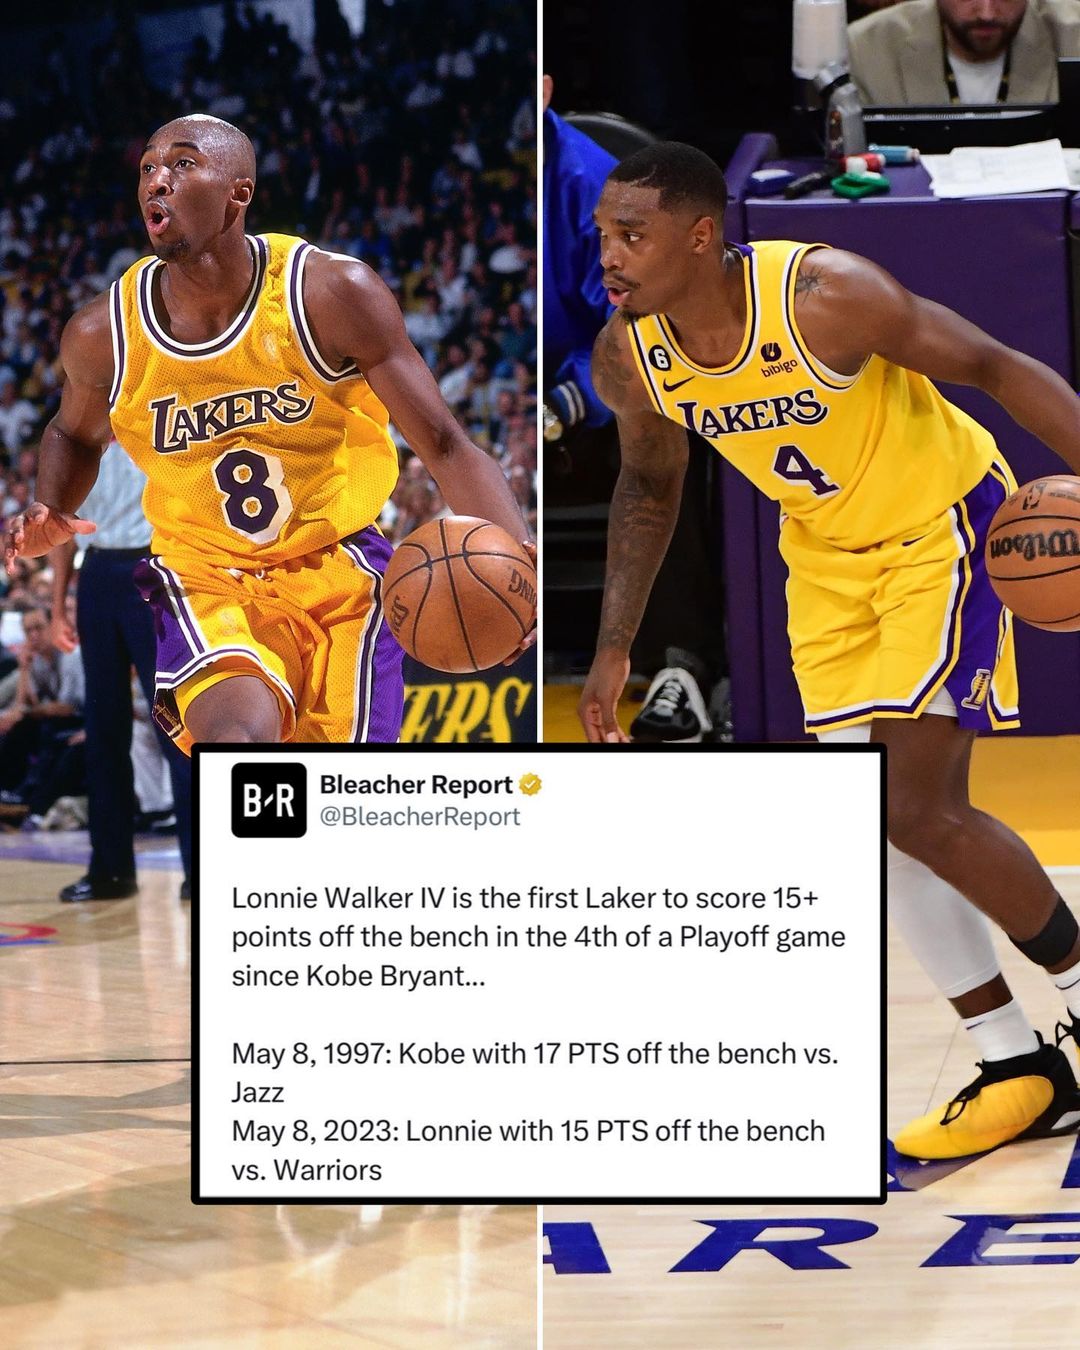 LAKERS
8
6
bibigo
LAKERS
4
Wilson
ERS
B/R
Bleacher Report
@BleacherReport
Lonnie Walker IV is the first Laker to score 15+
points off the bench in the 4th of a Playoff game
since Kobe Bryant...
May 8, 1997: Kobe with 17 PTS off the bench vs.
Jazz
May 8, 2023: Lonnie with 15 PTS off the bench
vs. Warriors
ARE